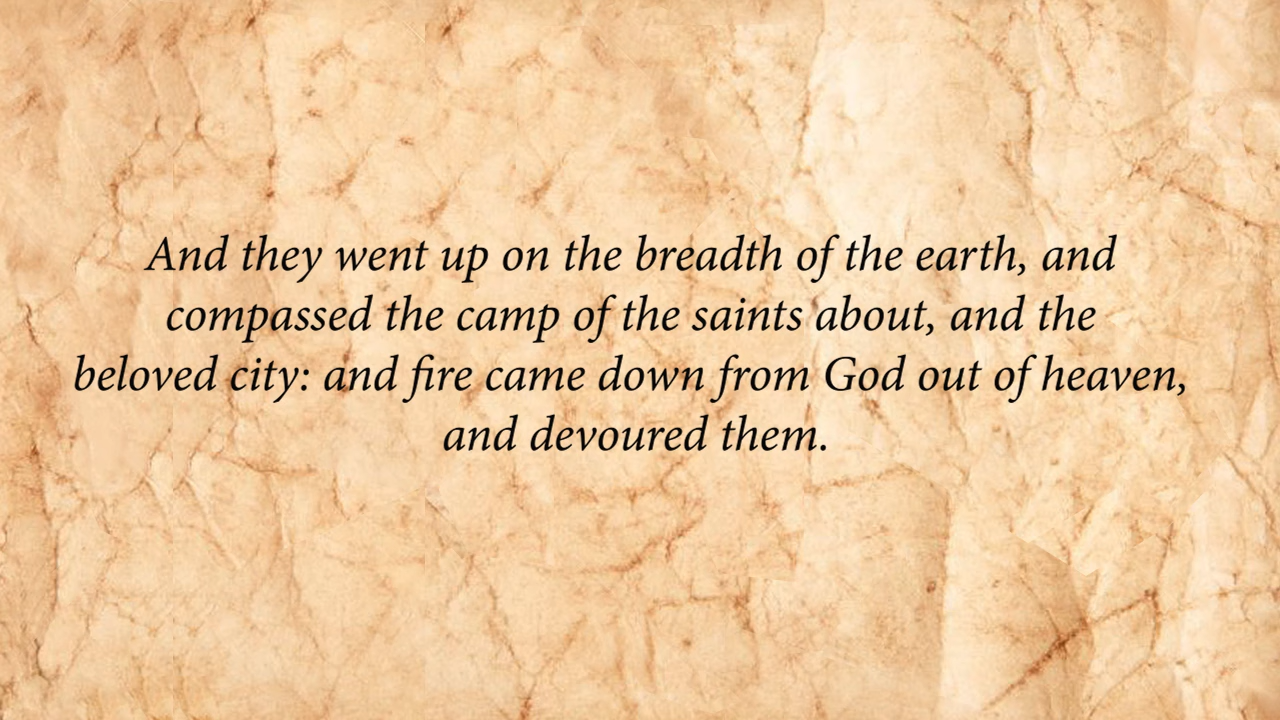 And they went up on the breadth of the earth, and
compassed the camp of the saints about, and the
beloved city: and fire came down from God out of heaven,
and devoured them.